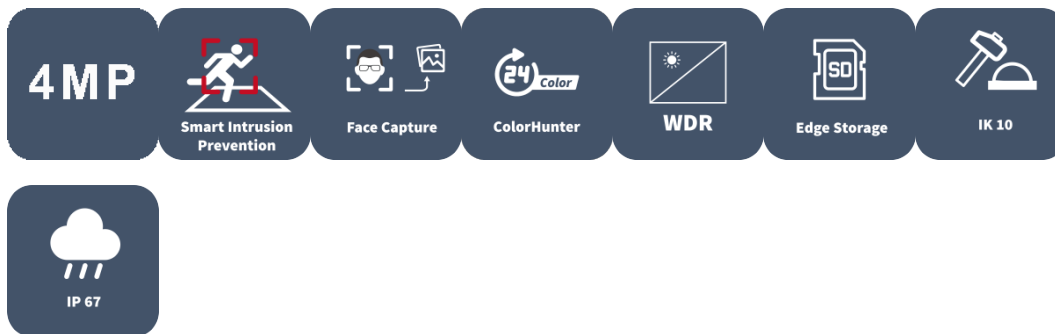 4MP
Smart Intrusion
Prevention
Face Capture
24 Color
ColorHunter
WDR
SD
Edge Storage
IK 10
IP 67